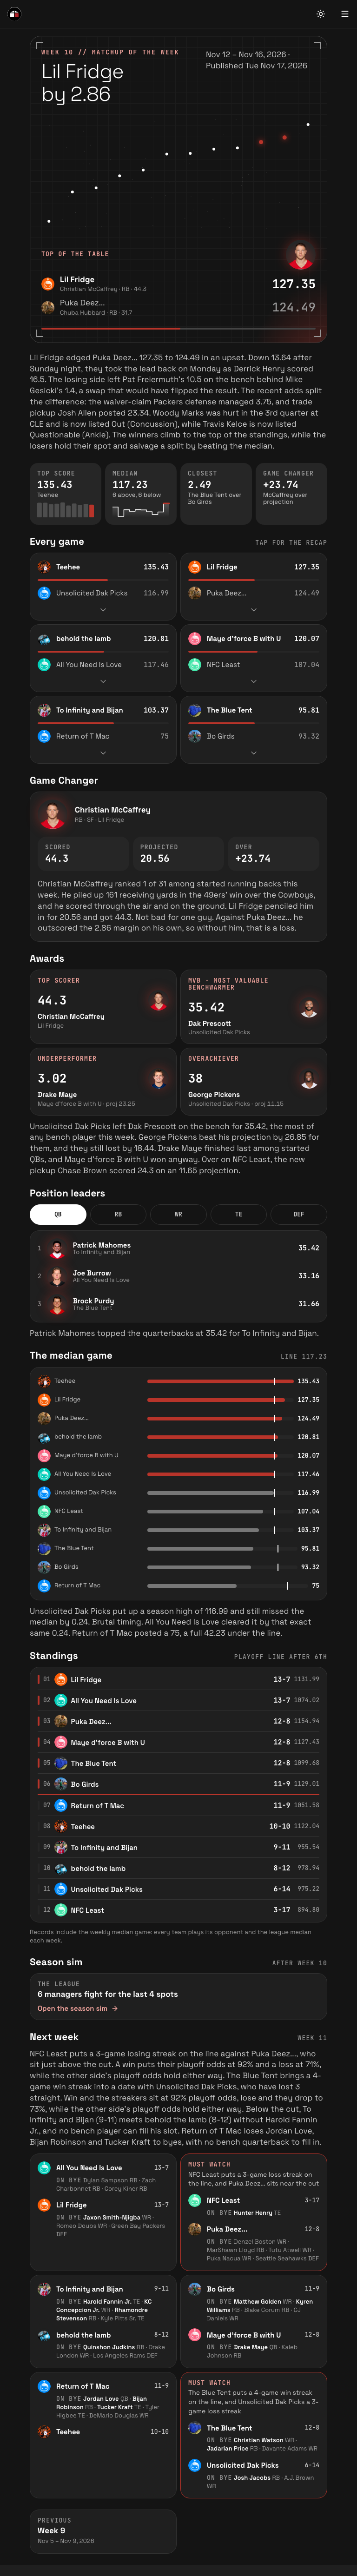 WEEK 10 // MATCHUP OF THE WEEK
Lil Fridge
by 2.86
Nov 12 – Nov 16, 2026 ·
Published Tue Nov 17, 2026
TOP OF THE TABLE
Lil Fridge
Christian McCaffrey · RB · 44.3
127.35
Puka Deez...
Chuba Hubbard · RB · 31.7
124.49
Lil Fridge edged Puka Deez... 127.35 to 124.49 in an upset. Down 13.64 after
Sunday night, they took the lead back on Monday as Derrick Henry scored
16.5. The losing side left Pat Freiermuth's 10.5 on the bench behind Mike
Gesicki's 1.4, a swap that would have flipped the result. The recent adds split
the difference: the waiver-claim Packers defense managed 3.75, and trade
pickup Josh Allen posted 23.34. Woody Marks was hurt in the 3rd quarter at
CLE and is now listed Out (Concussion), while Travis Kelce is now listed
Questionable (Ankle). The winners climb to the top of the standings, while the
losers hold their spot and salvage a split by beating the median.
TOP SCORE
135.43
Teehee
MEDIAN
117.23
6 above, 6 below
CLOSEST
2.49
The Blue Tent over
Bo Girds
GAME CHANGER
+23.74
McCaffrey over
projection
Every game
TAP FOR THE RECAP
Teehee 135.43
Unsolicited Dak Picks 116.99
Lil Fridge 127.35
Puka Deez... 124.49
behold the lamb 120.81
All You Need Is Love 117.46
Maye d'force B with U 120.07
NFC Least 107.04
To Infinity and Bijan 103.37
Return of T Mac 75
The Blue Tent 95.81
Bo Girds 93.32
Game Changer
Christian McCaffrey
RB · SF · Lil Fridge
SCORED
44.3
PROJECTED
20.56
OVER
+23.74
Christian McCaffrey ranked 1 of 31 among started running backs this
week. He piled up 161 receiving yards in the 49ers' win over the Cowboys,
and he scored through the air and on the ground. Lil Fridge projected him
for 20.56 and got 44.3. Not bad for one guy. Against Puka Deez... he
outscored the 2.86 margin on his own, so without him, that is a loss.
Awards
TOP SCORER
44.3
Christian McCaffrey
Lil Fridge
MVB · MOST VALUABLE
BENCHWARMER
35.42
Dak Prescott
Unsolicited Dak Picks
UNDERPERFORMER
3.02
Drake Maye
Maye d'force B with U · proj 23.25
OVERACHIEVER
38
George Pickens
Unsolicited Dak Picks · proj 11.15
Unsolicited Dak Picks left Dak Prescott on the bench for 35.42, the most of
any bench player this week. George Pickens beat his projection by 26.85 for
them, and they still lost by 18.44. Drake Maye finished last among started
QBs, and Maye d'force B with U won anyway. Over on NFC Least, the new
pickup Chase Brown scored 24.3 on an 11.65 projection.
Position leaders
QB RB WR TE DEF
1 Patrick Mahomes 35.42
To Infinity and Bijan
2 Joe Burrow 33.16
All You Need Is Love
3 Brock Purdy 31.66
The Blue Tent
Patrick Mahomes topped the quarterbacks at 35.42 for To Infinity and Bijan.
The median game
LINE 117.23
Teehee 135.43
Lil Fridge 127.35
Puka Deez... 124.49
behold the lamb 120.81
Maye d'force B with U 120.07
All You Need Is Love 117.46
Unsolicited Dak Picks 116.99
NFC Least 107.04
To Infinity and Bijan 103.37
The Blue Tent 95.81
Bo Girds 93.32
Return of T Mac 75
Unsolicited Dak Picks put up a season high of 116.99 and still missed the
median by 0.24. Brutal timing. All You Need Is Love cleared it by that exact
same 0.24. Return of T Mac posted a 75, a full 42.23 under the line.
Standings
PLAYOFF LINE AFTER 6TH
01 Lil Fridge 13-7 1131.99
02 All You Need Is Love 13-7 1074.02
03 Puka Deez... 12-8 1154.94
04 Maye d'force B with U 12-8 1127.43
05 The Blue Tent 12-8 1099.68
06 Bo Girds 11-9 1129.01
07 Return of T Mac 11-9 1051.58
08 Teehee 10-10 1122.04
09 To Infinity and Bijan 9-11 955.54
10 behold the lamb 8-12 978.94
11 Unsolicited Dak Picks 6-14 975.22
12 NFC Least 3-17 894.80
Records include the weekly median game: every team plays its opponent and the league median
each week.
Season sim
AFTER WEEK 10
THE LEAGUE
6 managers fight for the last 4 spots
Open the season sim →
Next week
WEEK 11
NFC Least puts a 3-game losing streak on the line against Puka Deez..., who
sit just above the cut. A win puts their playoff odds at 92% and a loss at 71%,
while the other side's playoff odds hold either way. The Blue Tent brings a 4-
game win streak into a date with Unsolicited Dak Picks, who have lost 3
straight. Win and the streakers sit at 92% playoff odds, lose and they drop to
73%, while the other side's playoff odds hold either way. Below the cut, To
Infinity and Bijan (9-11) meets behold the lamb (8-12) without Harold Fannin
Jr., and no bench player can fill his slot. Return of T Mac loses Jordan Love,
Bijan Robinson and Tucker Kraft to byes, with no bench quarterback to fill in.
All You Need Is Love 13-7
ON BYE Dylan Sampson RB · Zach
Charbonnet RB · Corey Kiner RB
Lil Fridge 13-7
ON BYE Jaxon Smith-Njigba WR ·
Romeo Doubs WR · Green Bay Packers
DEF
MUST WATCH
NFC Least puts a 3-game loss streak on
the line, and Puka Deez... sits near the cut
NFC Least 3-17
ON BYE Hunter Henry TE
Puka Deez... 12-8
ON BYE Denzel Boston WR ·
MarShawn Lloyd RB · Tutu Atwell WR ·
Puka Nacua WR · Seattle Seahawks DEF
To Infinity and Bijan 9-11
ON BYE Harold Fannin Jr. TE · KC
Concepcion Jr. WR · Rhamondre
Stevenson RB · Kyle Pitts Sr. TE
behold the lamb 8-12
ON BYE Quinshon Judkins RB · Drake
London WR · Los Angeles Rams DEF
Bo Girds 11-9
ON BYE Matthew Golden WR · Kyren
Williams RB · Blake Corum RB · CJ
Daniels WR
Maye d'force B with U 12-8
ON BYE Drake Maye QB · Kaleb
Johnson RB
Return of T Mac 11-9
ON BYE Jordan Love QB · Bijan
Robinson RB · Tucker Kraft TE · Tyler
Higbee TE · DeMario Douglas WR
Teehee 10-10
MUST WATCH
The Blue Tent puts a 4-game win streak
on the line, and Unsolicited Dak Picks a 3-
game loss streak
The Blue Tent 12-8
ON BYE Christian Watson WR ·
Jadarian Price RB · Davante Adams WR
Unsolicited Dak Picks 6-14
ON BYE Josh Jacobs RB · A.J. Brown
WR
PREVIOUS
Week 9
Nov 5 – Nov 9, 2026